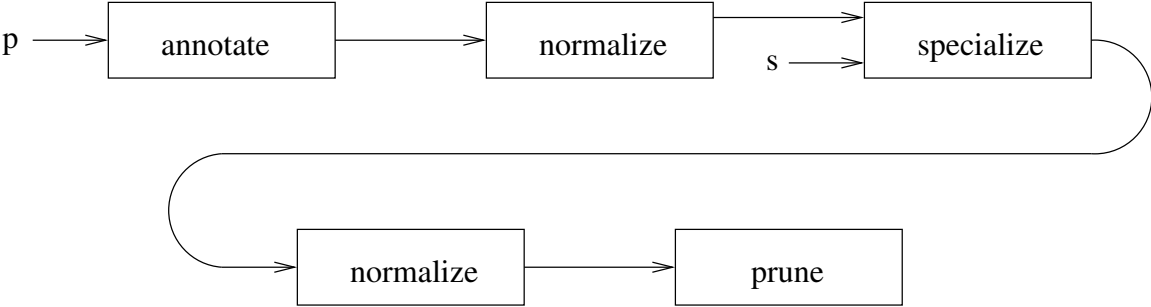 p
annotate
normalize
s
specialize
normalize
prune